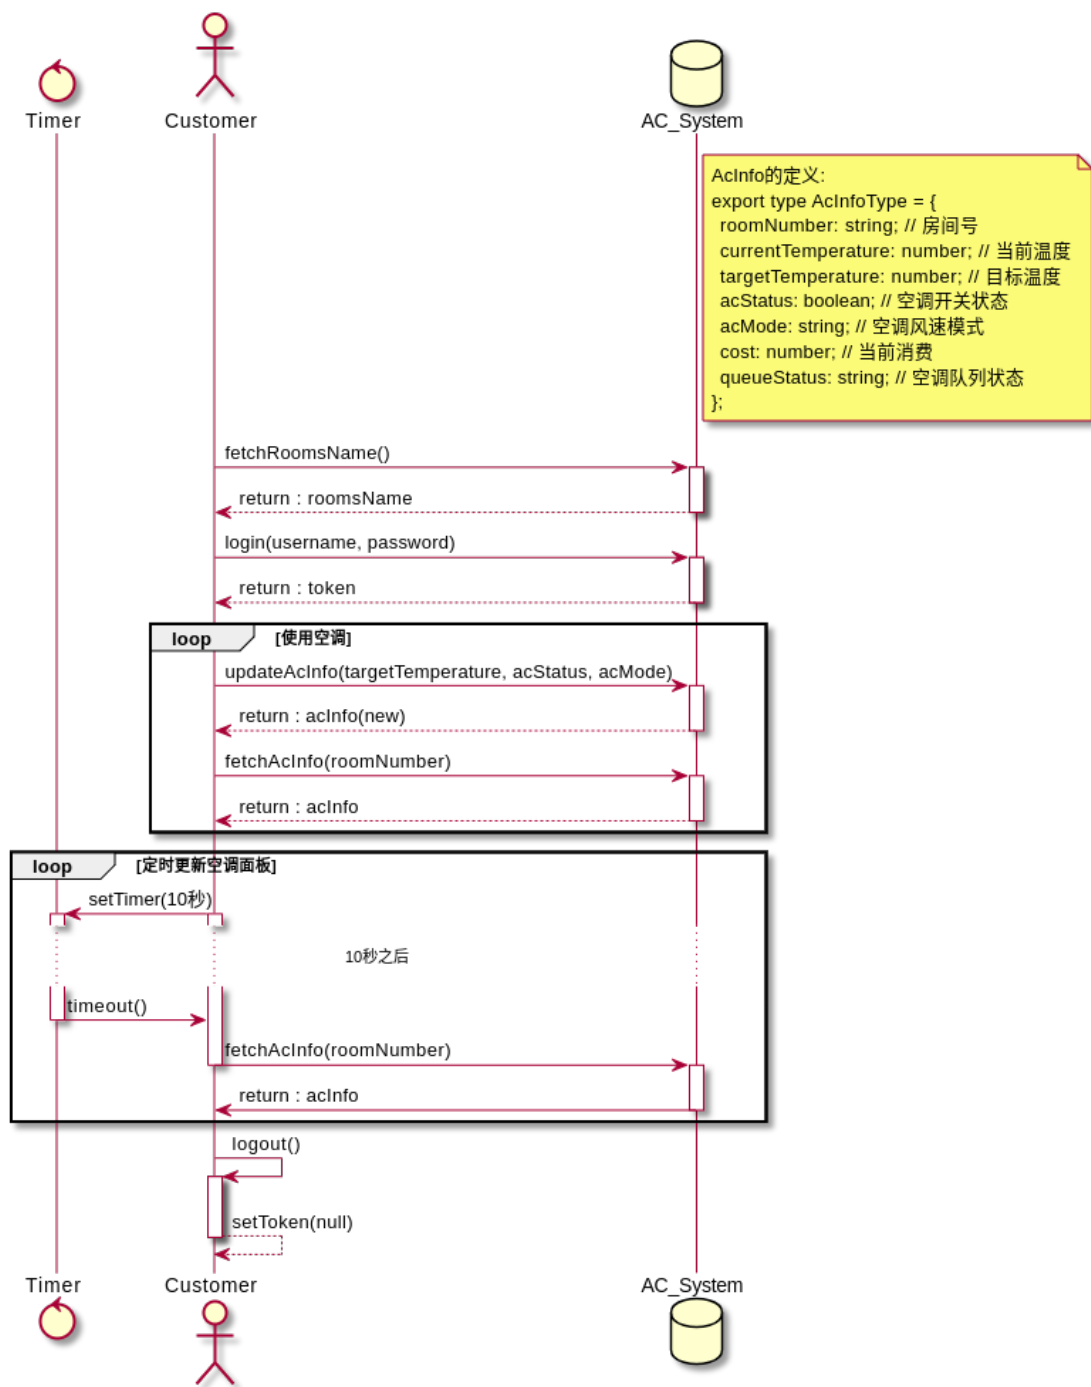 Timer
Customer
AC_System
AcInfo的定义:
export type AcInfoType = {
roomNumber: string; // 房间号
currentTemperature: number; // 当前温度
targetTemperature: number; // 目标温度
acStatus: boolean; // 空调开关状态
acMode: string; // 空调风速模式
cost: number; // 当前消费
queueStatus: string; // 空调队列状态
};
fetchRoomsName()
return : roomsName
login(username, password)
return : token
loop [使用空调]
updateAcInfo(targetTemperature, acStatus, acMode)
return : acInfo(new)
fetchAcInfo(roomNumber)
return : acInfo
loop [定时更新空调面板]
setTimer(10秒)
10秒之后
timeout()
fetchAcInfo(roomNumber)
return : acInfo
logout()
setToken(null)
Timer
Customer
AC_System